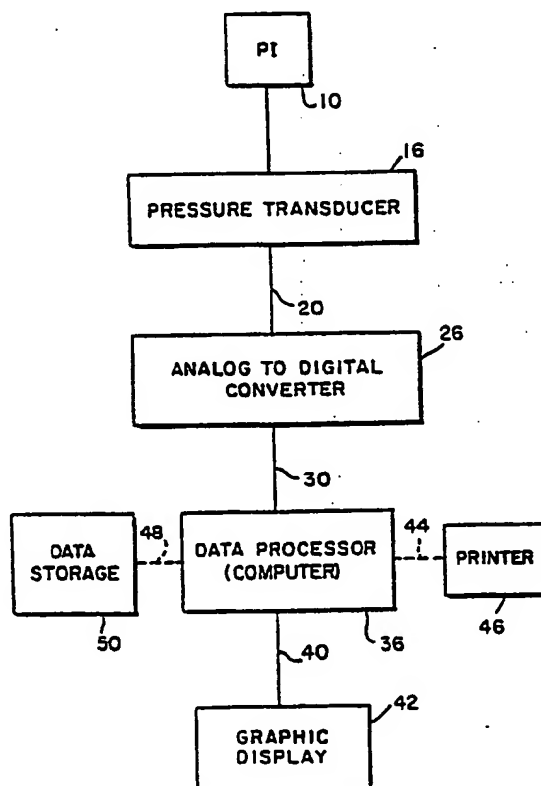 PI
10
16
PRESSURE TRANSDUCER
20
26
ANALOG TO DIGITAL
CONVERTER
30
48
44
DATA
STORAGE
DATA PROCESSOR
(COMPUTER)
PRINTER
50
36
46
40
42
GRAPHIC
DISPLAY